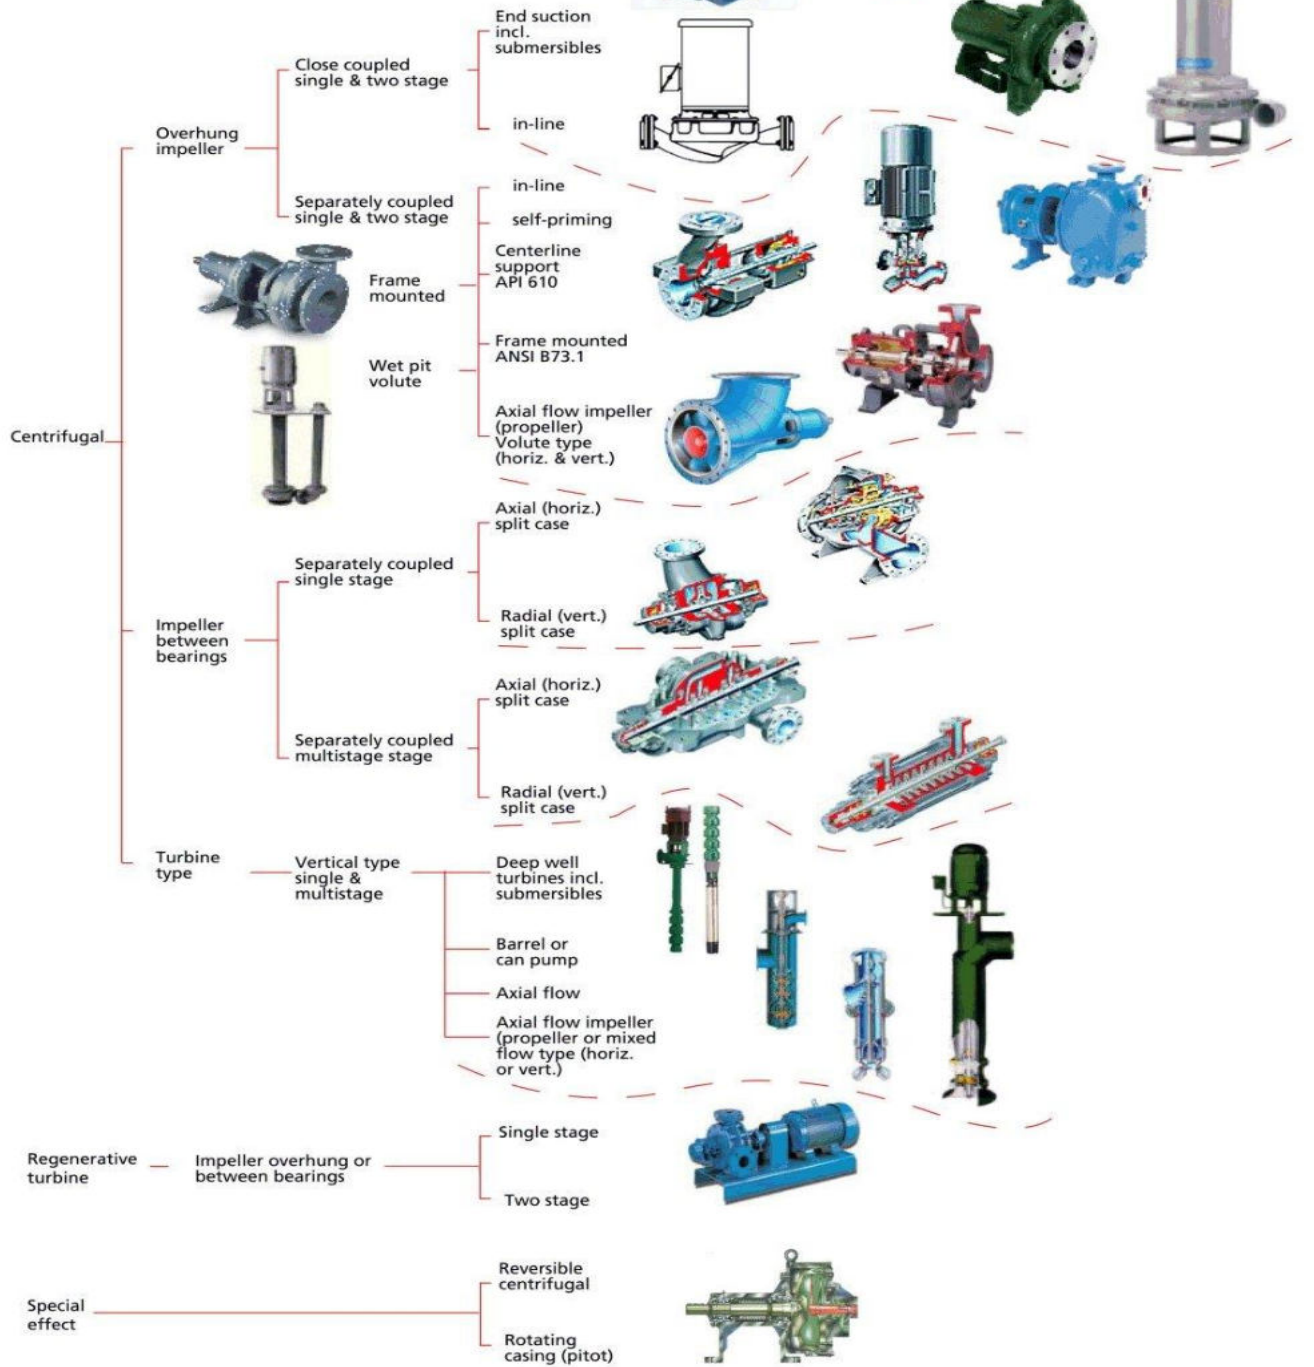 End suction
incl.
submersibles
Close coupled
single & two stage
in-line
Overhung
impeller
in-line
Separately coupled
single & two stage
self-priming
Centerline
support
API 610
Frame
mounted
Frame mounted
ANSI B73.1
Wet pit
volute
Axial flow impeller
(propeller)
Volute type
(horiz. & vert.)
Centrifugal
Axial (horiz.)
split case
Separately coupled
single stage
Radial (vert.)
split case
Impeller
between
bearings
Axial (horiz.)
split case
Separately coupled
multistage stage
Radial (vert.)
split case
Turbine
type
Vertical type
single &
multistage
Deep well
turbines incl.
submersibles
Barrel or
can pump
Axial flow
Axial flow impeller
(propeller or mixed
flow type (horiz.
or vert.)
Single stage
Regenerative
turbine
Impeller overhung or
between bearings
Two stage
Reversible
centrifugal
Special
effect
Rotating
casing (pitot)